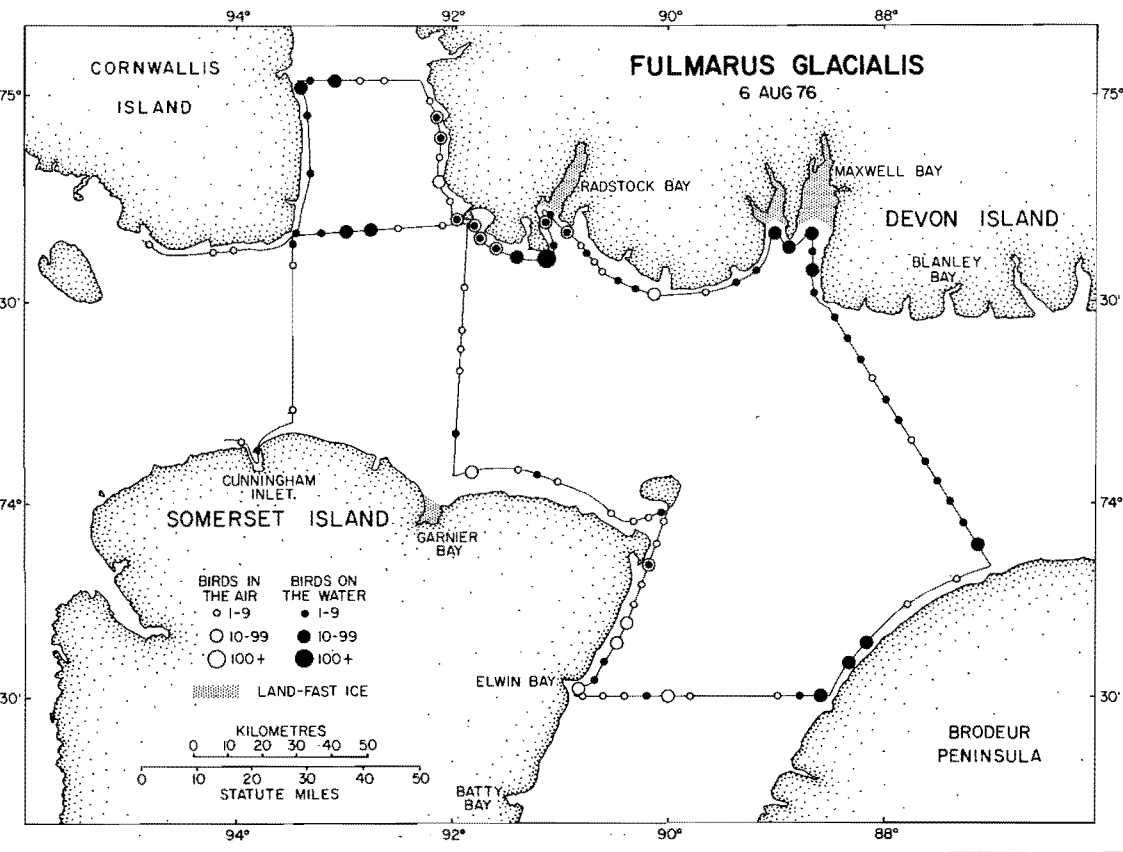 94° 92° 90° 88°
CORNWALLIS
ISLAND
FULMARUS GLACIALIS
6 AUG 76
75° 75°
RADSTOCK BAY
MAXWELL BAY
DEVON ISLAND
BLANLEY
BAY
30' 30'
CUNNINGHAM
INLET.
74° 74°
SOMERSET ISLAND
GARNIER
BAY
BIRDS IN
THE AIR
BIRDS ON
THE WATER
1-9 1-9
10-99 10-99
100+ 100+
LAND-FAST ICE
ELWIN BAY
30' 30'
KILOMETRES
0 10 20 30 40 50
0 10 20 30 40 50
STATUTE MILES
BRODEUR
PENINSULA
BATTY
BAY
94° 92° 90° 88°